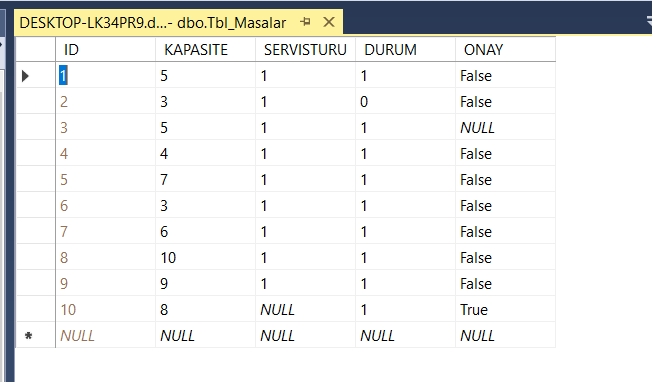 DESKTOP-LK34PR9.d...- dbo.Tbl_Masalar
ID KAPASITE SERVISTURU DURUM ONAY
1 5 1 1 False
2 3 1 0 False
3 5 1 1 NULL
4 4 1 1 False
5 7 1 1 False
6 3 1 1 False
7 6 1 1 False
8 10 1 1 False
9 9 1 1 False
10 8 NULL 1 True
NULL NULL NULL NULL NULL